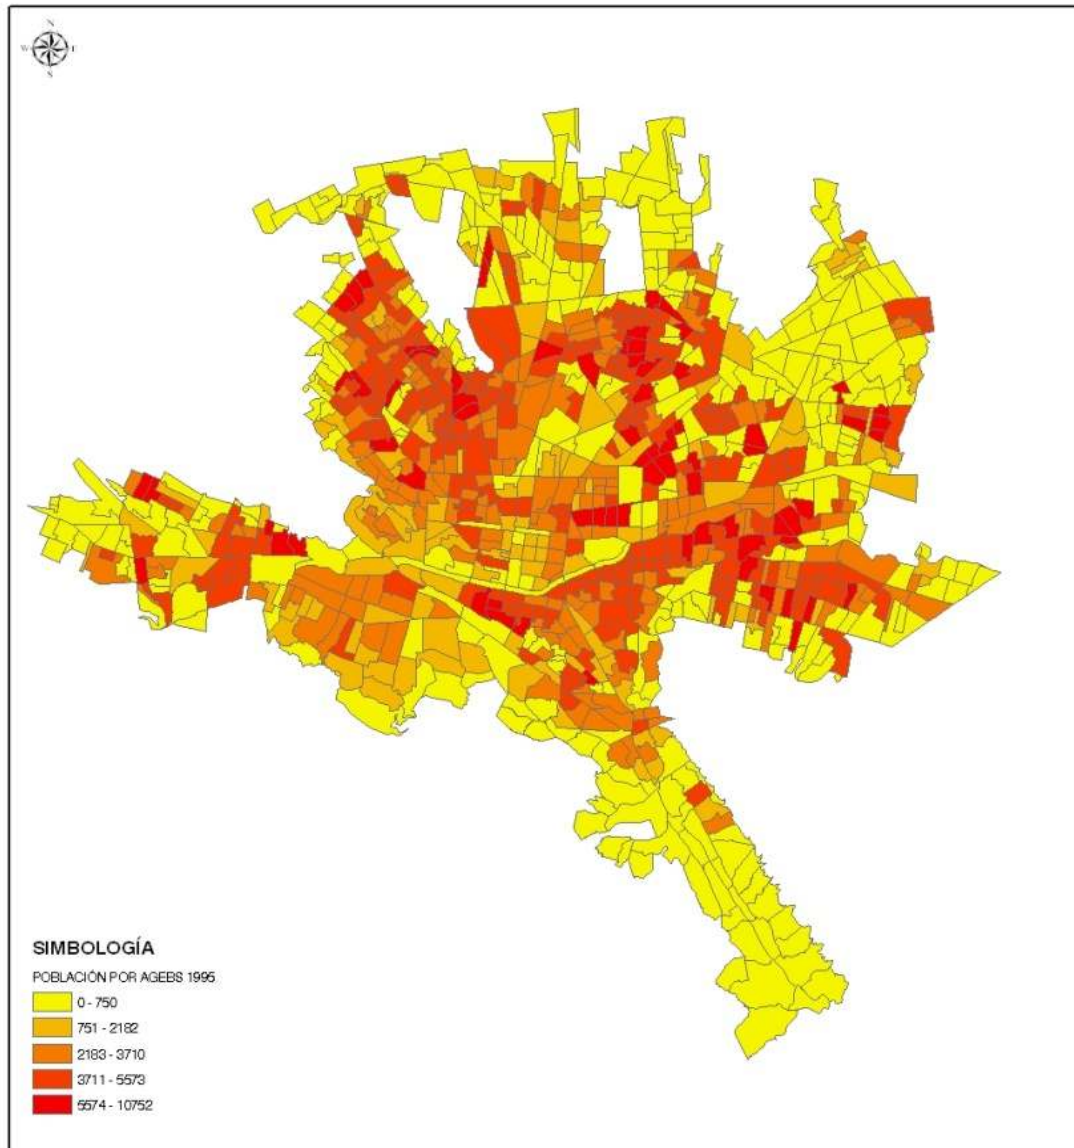 N
W E
S
SIMBOLOGÍA
POBLACIÓN POR AGEBS 1995
0 - 750
751 - 2182
2183 - 3710
3711 - 5573
5574 - 10752